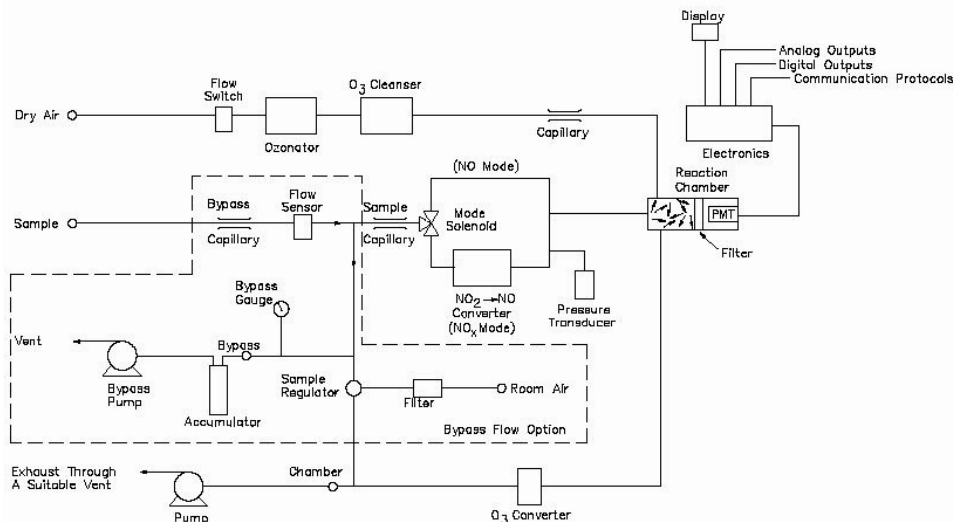 Display
Analog Outputs
Digital Outputs
Communication Protocols
Flow
Switch
O3 Cleanser
Dry Air
Ozonator
Capillary
Electronics
(NO Mode)
Reaction
Chamber
Flow
Sensor
Bypass
Sample
Sample
Capillary
Capillary
Mode
Solenoid
PMT
Filter
Bypass
Gauge
NO2→NO
Converter
(NOx Mode)
Pressure
Transducer
Vent
Bypass
Bypass
Pump
Accumulator
Sample
Regulator
Filter
Room Air
Bypass Flow Option
Exhaust Through
A Suitable Vent
Chamber
Pump
O3 Converter